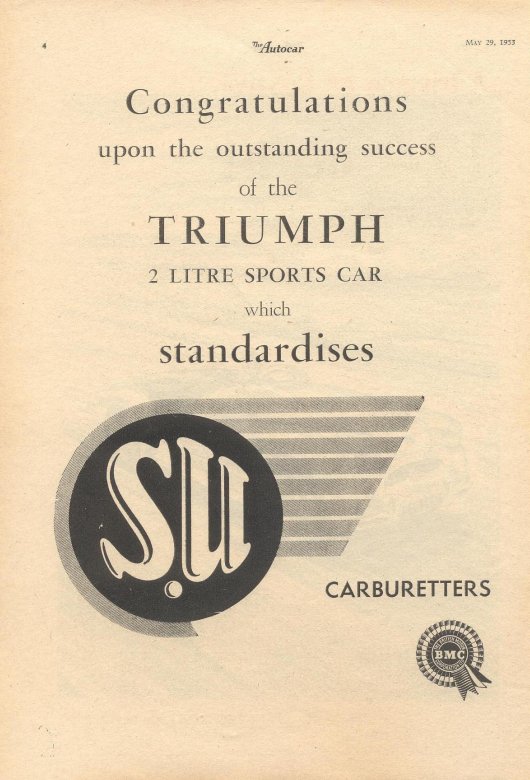 4
The Autocar
MAY 29, 1953
Congratulations
upon the outstanding success
of the
TRIUMPH
2 LITRE SPORTS CAR
which
standardises
S.U
CARBURETTERS
BMC